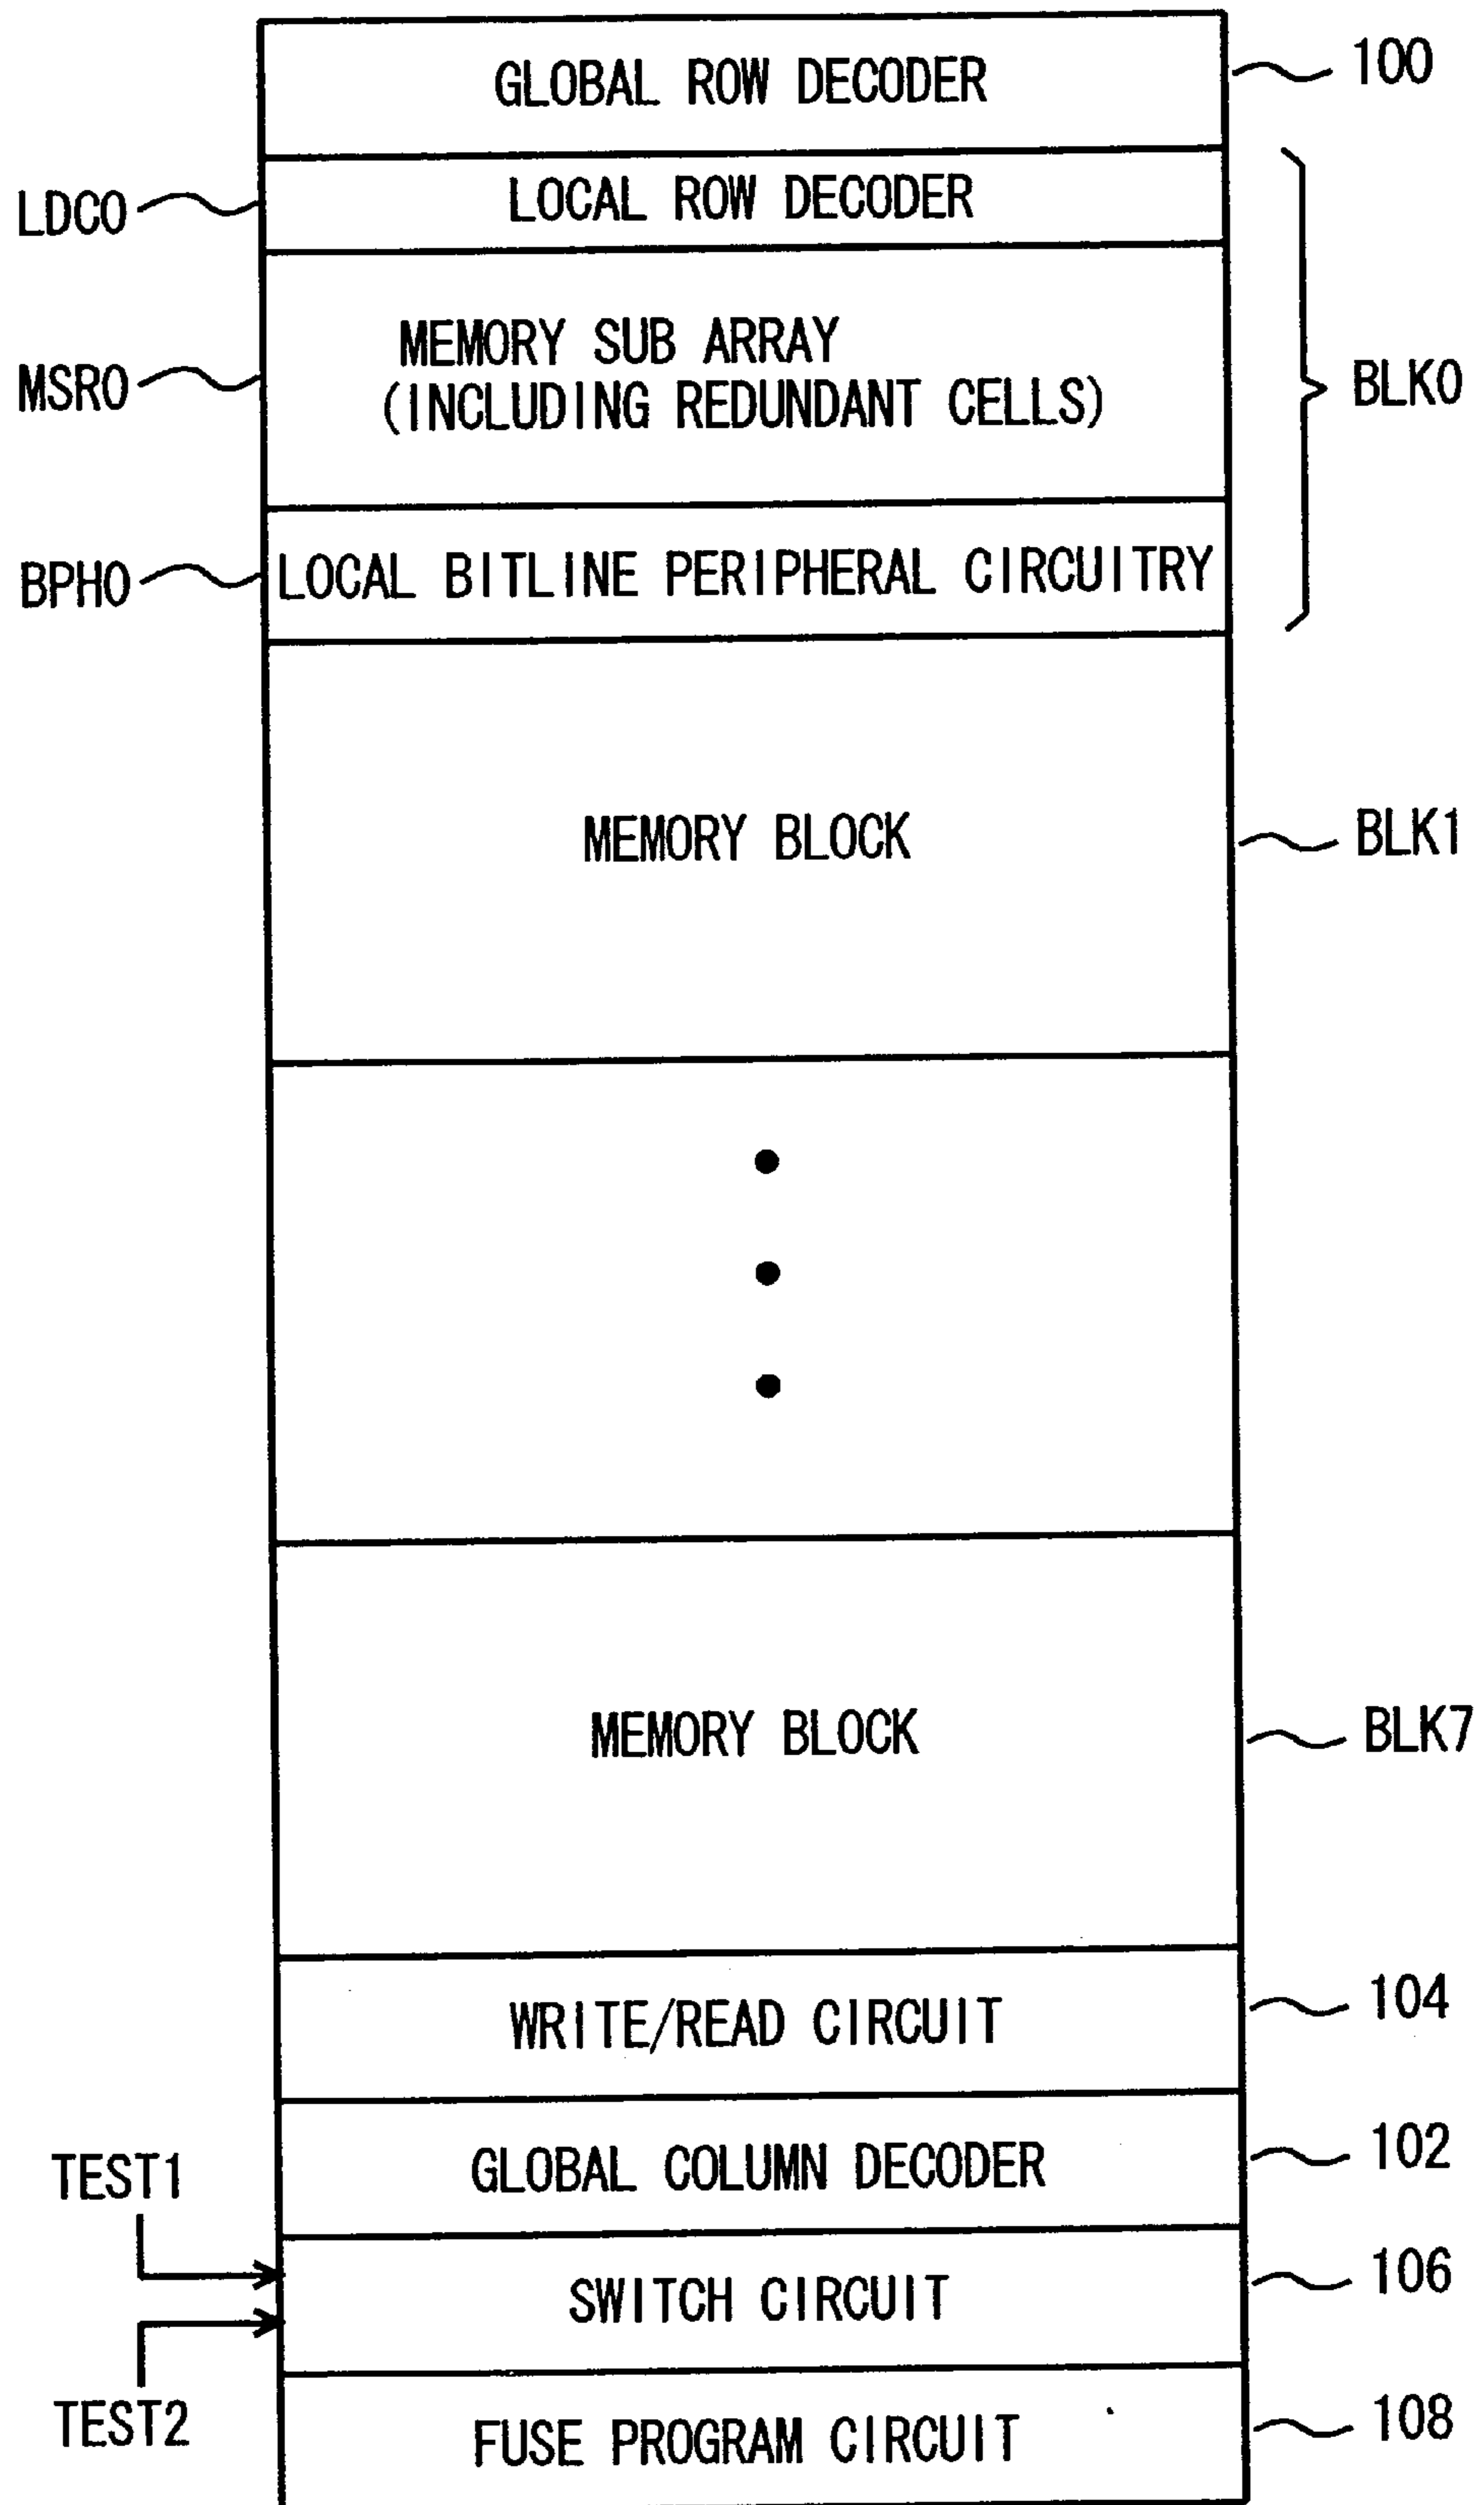 GLOBAL ROW DECODER
100
LDC0
LOCAL ROW DECODER
MSR0
MEMORY SUB ARRAY
(INCLUDING REDUNDANT CELLS)
BLK0
BPH0
LOCAL BITLINE PERIPHERAL CIRCUITRY
MEMORY BLOCK
BLK1
MEMORY BLOCK
BLK7
WRITE/READ CIRCUIT
104
GLOBAL COLUMN DECODER
102
TEST1
SWITCH CIRCUIT
106
TEST2
FUSE PROGRAM CIRCUIT
108